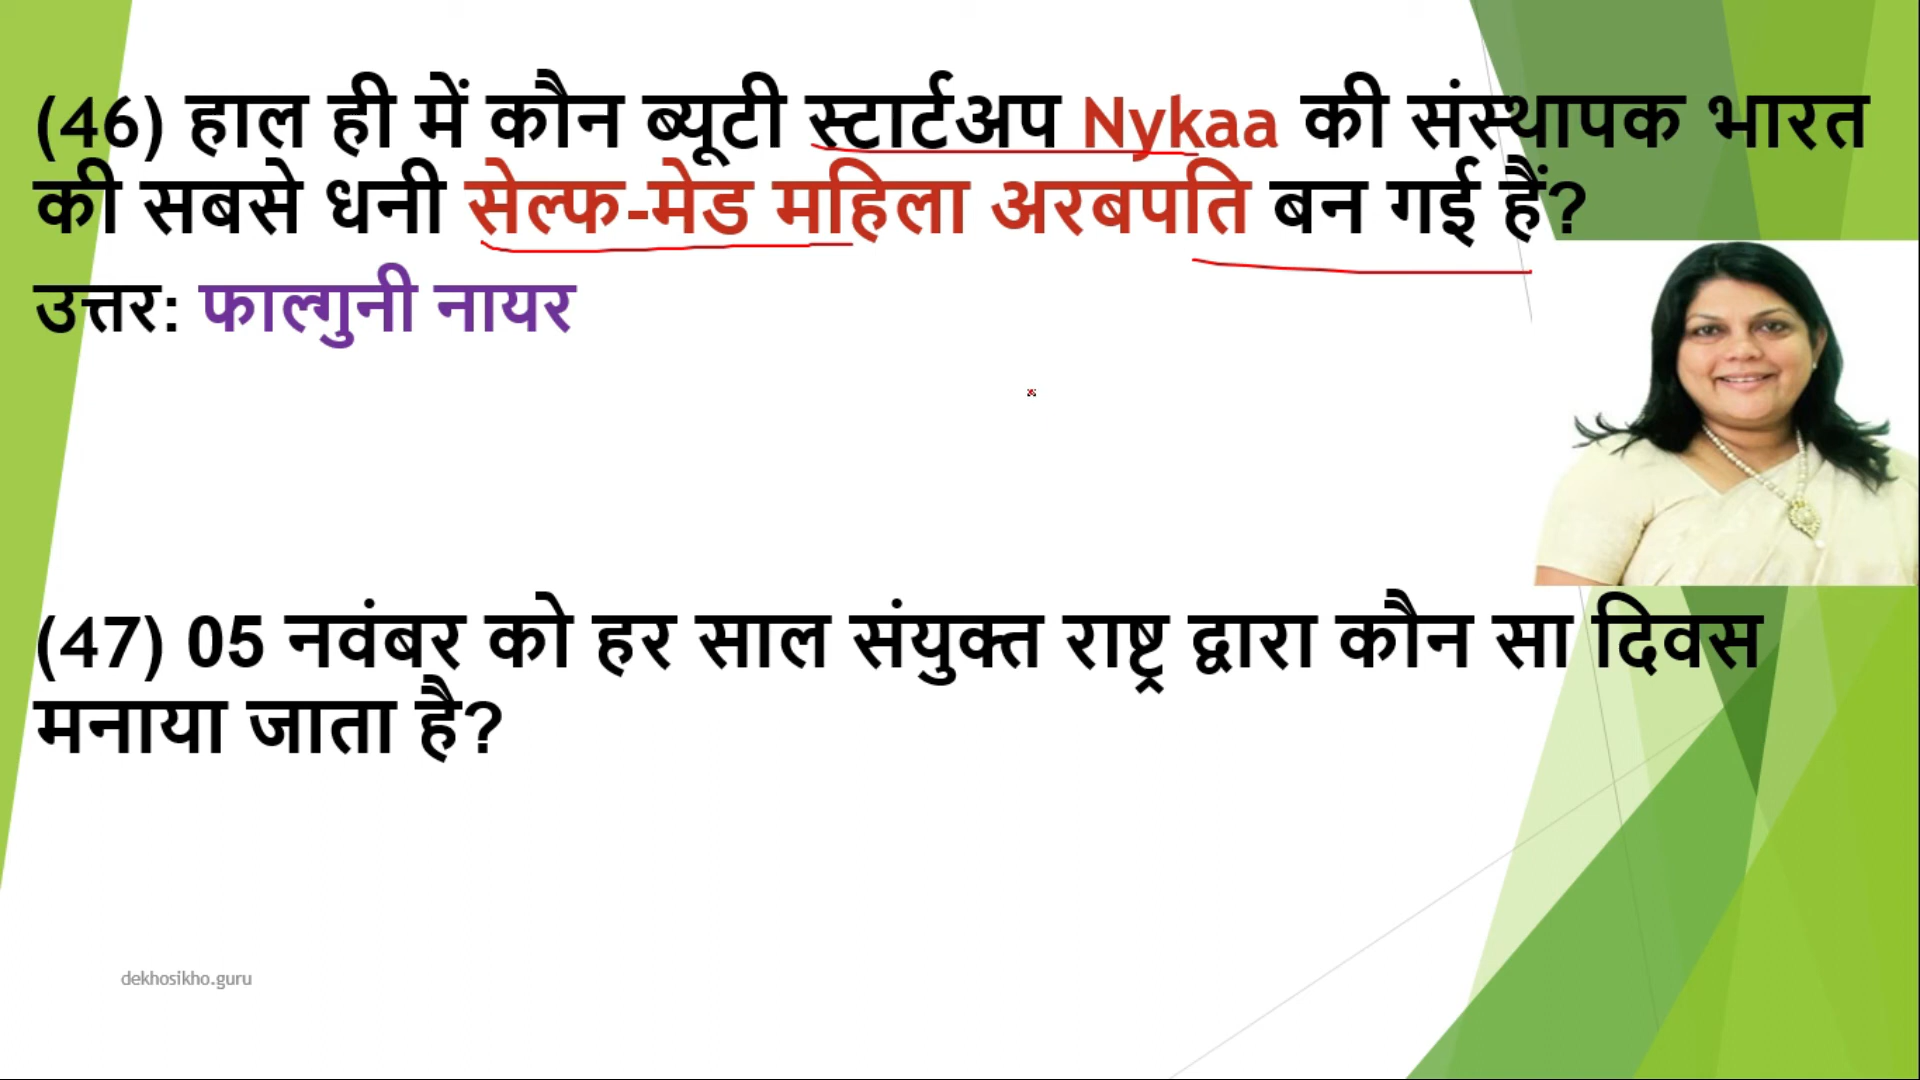 (46) हाल ही में कौन ब्यूटी स्टार्टअप Nykaa की संस्थापक भारत
की सबसे धनी सेल्फ-मेड महिला अरबपति बन गई हैं?
उत्तर: फाल्गुनी नायर
(47) 05 नवंबर को हर साल संयुक्त राष्ट्र द्वारा कौन सा दिवस
मनाया जाता है?
dekhosikho.guru